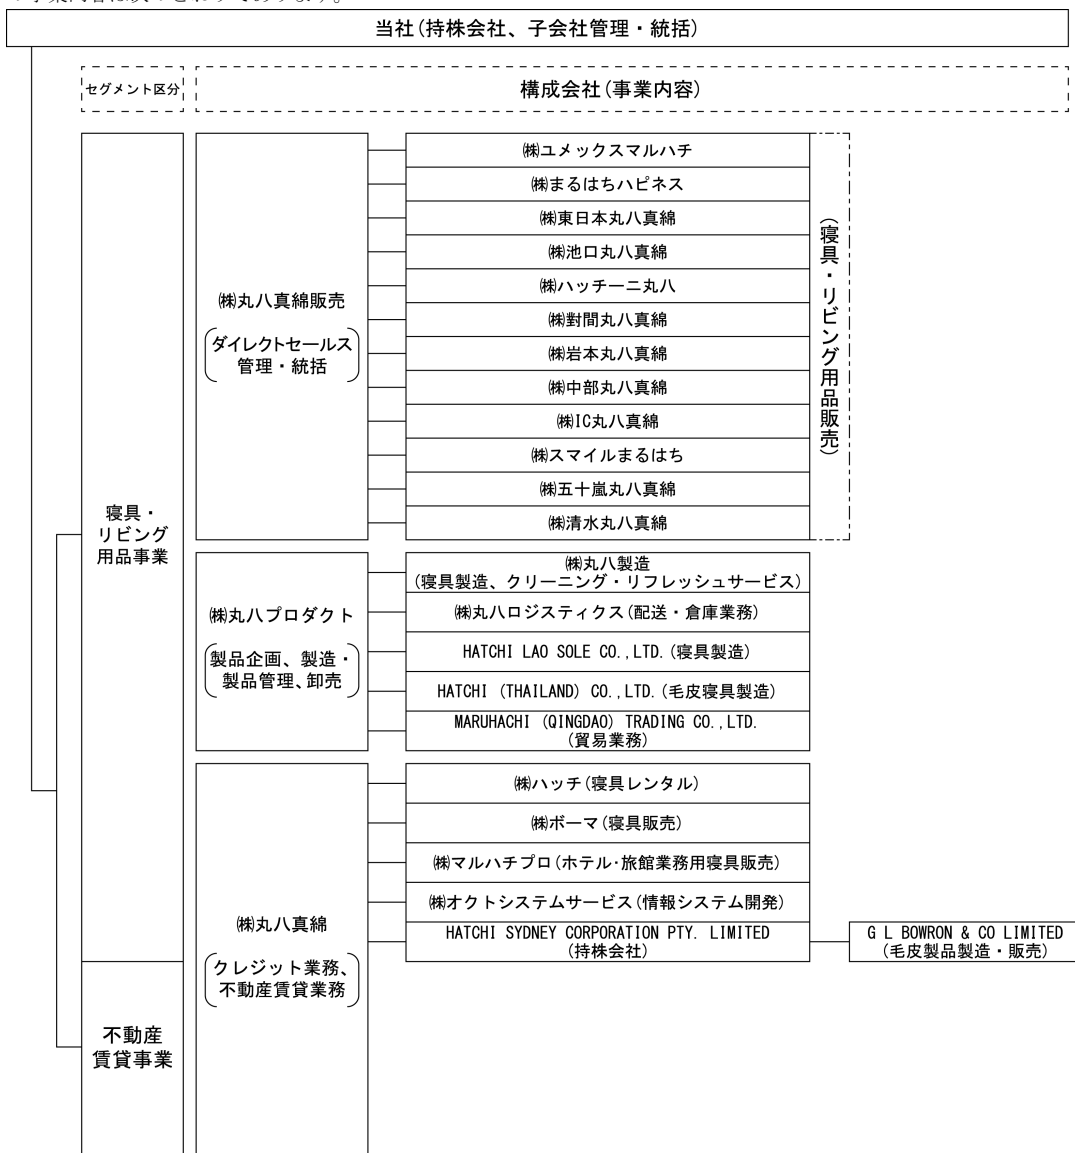 当社(持株会社、子会社管理・統括)
セグメント区分
構成会社(事業内容)
寝具・
リビング
用品事業
㈱丸八真綿販売
ダイレクトセールス
管理・統括
㈱ユメックスマルハチ
㈱まるはちハピネス
㈱東日本丸八真綿
㈱池口丸八真綿
㈱ハッチーニ丸八
㈱對間丸八真綿
㈱岩本丸八真綿
㈱中部丸八真綿
㈱IC丸八真綿
㈱スマイルまるはち
㈱五十嵐丸八真綿
㈱清水丸八真綿
(寝具・リビング用品販売)
㈱丸八プロダクト
製品企画、製造・
製品管理、卸売
㈱丸八製造
(寝具製造、クリーニング・リフレッシュサービス)
㈱丸八ロジスティクス(配送・倉庫業務)
HATCHI LAO SOLE CO.,LTD.(寝具製造)
HATCHI (THAILAND) CO.,LTD.(毛皮寝具製造)
MARUHACHI (QINGDAO) TRADING CO.,LTD.
(貿易業務)
㈱丸八真綿
クレジット業務、
不動産賃貸業務
㈱ハッチ(寝具レンタル)
㈱ボーマ(寝具販売)
㈱マルハチプロ(ホテル・旅館業務用寝具販売)
㈱オクトシステムサービス(情報システム開発)
HATCHI SYDNEY CORPORATION PTY. LIMITED
(持株会社)
G L BOWRON & CO LIMITED
(毛皮製品製造・販売)
不動産
賃貸事業